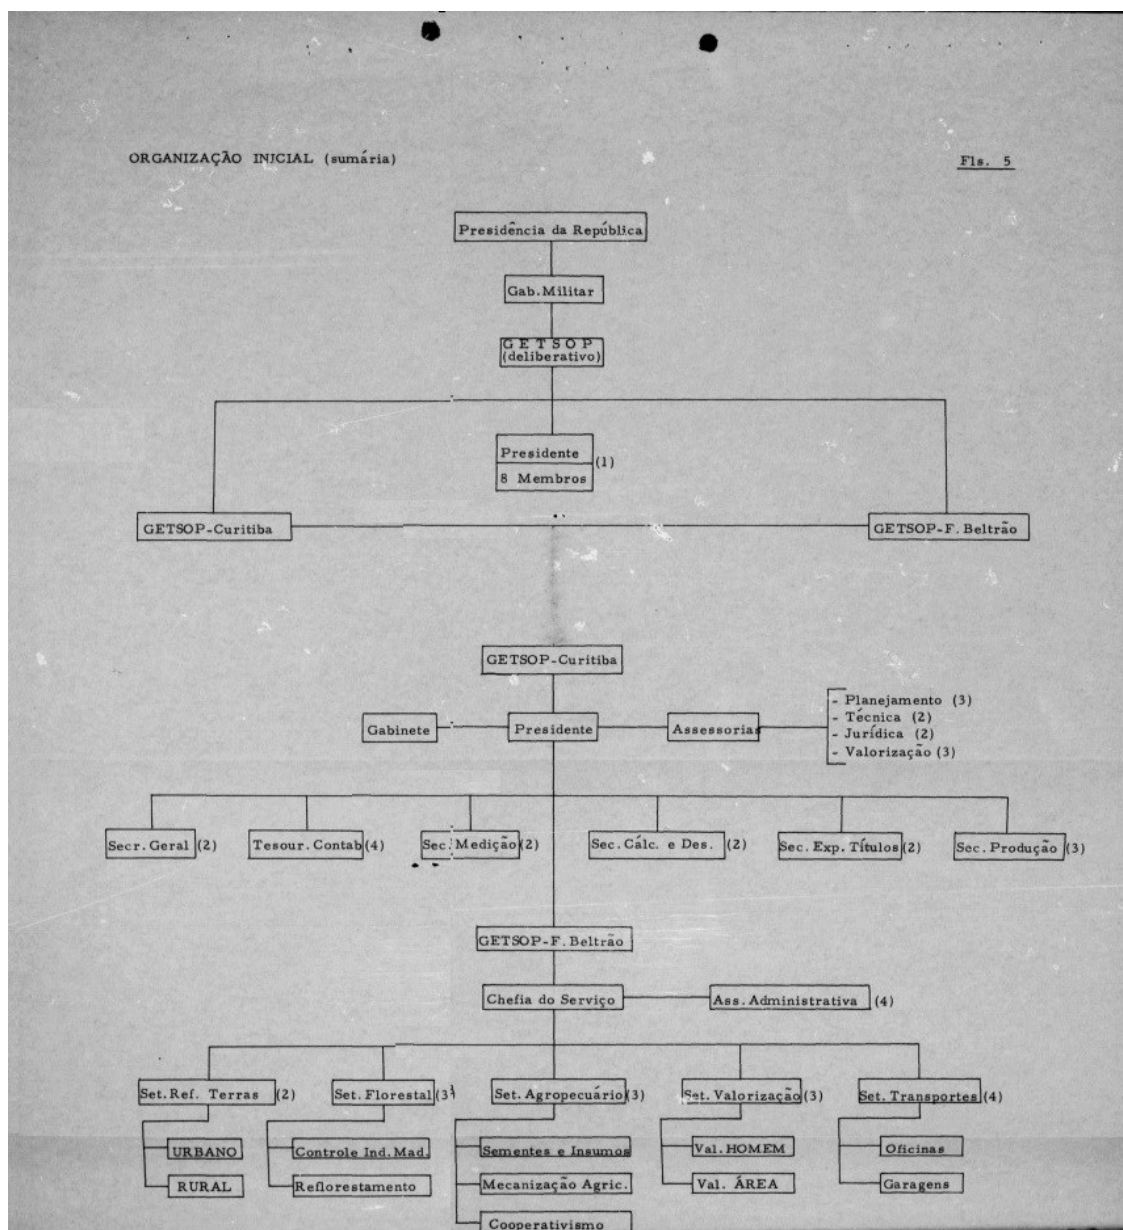 ORGANIZAÇÃO INICIAL (sumária)
Fls. 5
Presidência da República
Gab. Militar
G E T S O P
(deliberativo)
Presidente
(1)
8 Membros
GETSOP-Curitiba
GETSOP-F. Beltrão
GETSOP-Curitiba
Gabinete
Presidente
Assessorias
- Planejamento (3)
- Técnica (2)
- Jurídica (2)
- Valorização (3)
Secr. Geral (2)
Tesour. Contab (4)
Sec. Medição (2)
Sec. Cálc. e Des. (2)
Sec. Exp. Títulos (2)
Sec. Produção (3)
GETSOP-F. Beltrão
Chefia do Serviço
Ass. Administrativa (4)
Set. Ref. Terras (2)
Set. Florestal (3)
Set. Agropecuário (3)
Set. Valorização (3)
Set. Transportes (4)
URBANO
Controle Ind. Mad.
Sementes e Insumos
Val. HOMEM
Oficinas
RURAL
Reflorestamento
Mecanização Agric.
Val. ÁREA
Garagens
Cooperativismo